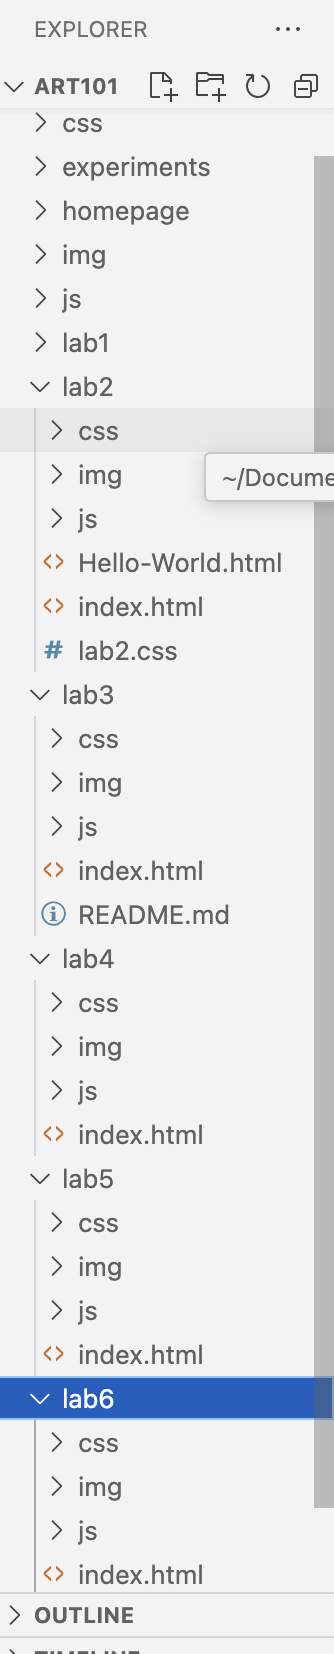 EXPLORER
ART101
css
experiments
homepage
img
js
lab1
lab2
css
img
~/Docume
js
Hello-World.html
index.html
# lab2.css
lab3
css
img
js
index.html
README.md
lab4
css
img
js
index.html
lab5
css
img
js
index.html
lab6
css
img
js
index.html
OUTLINE
TIMELINE